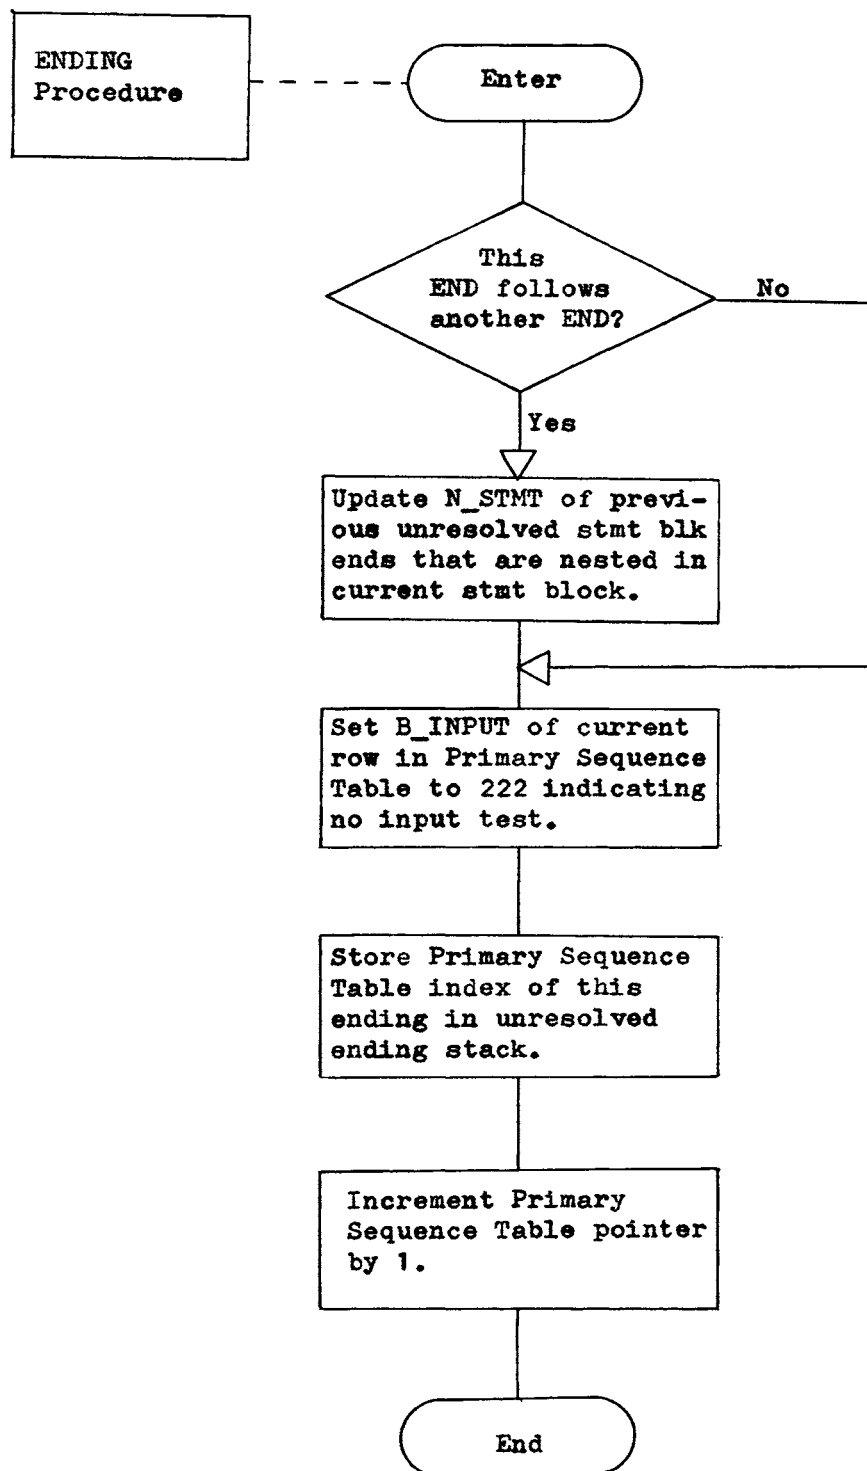 ENDING
Procedure
Enter
This
END follows
another END?
No
Yes
Update N_STMT of previ-
ous unresolved stmt blk
ends that are nested in
current stmt block.
Set B_INPUT of current
row in Primary Sequence
Table to 222 indicating
no input test.
Store Primary Sequence
Table index of this
ending in unresolved
ending stack.
Increment Primary
Sequence Table pointer
by 1.
End